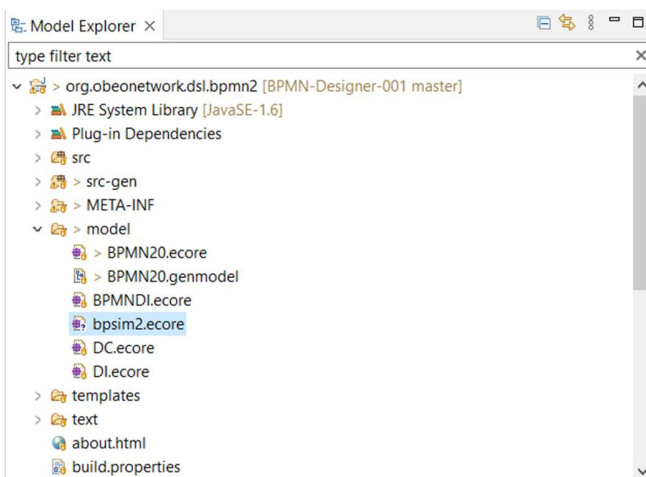 Model Explorer
type filter text
> org.obeonetwork.dsl.bpmn2 [BPMN-Designer-001 master]
JRE System Library [JavaSE-1.6]
Plug-in Dependencies
src
> src-gen
> META-INF
> model
> BPMN20.ecore
> BPMN20.genmodel
BPMNDI.ecore
bpsim2.ecore
DC.ecore
DI.ecore
templates
text
about.html
build.properties